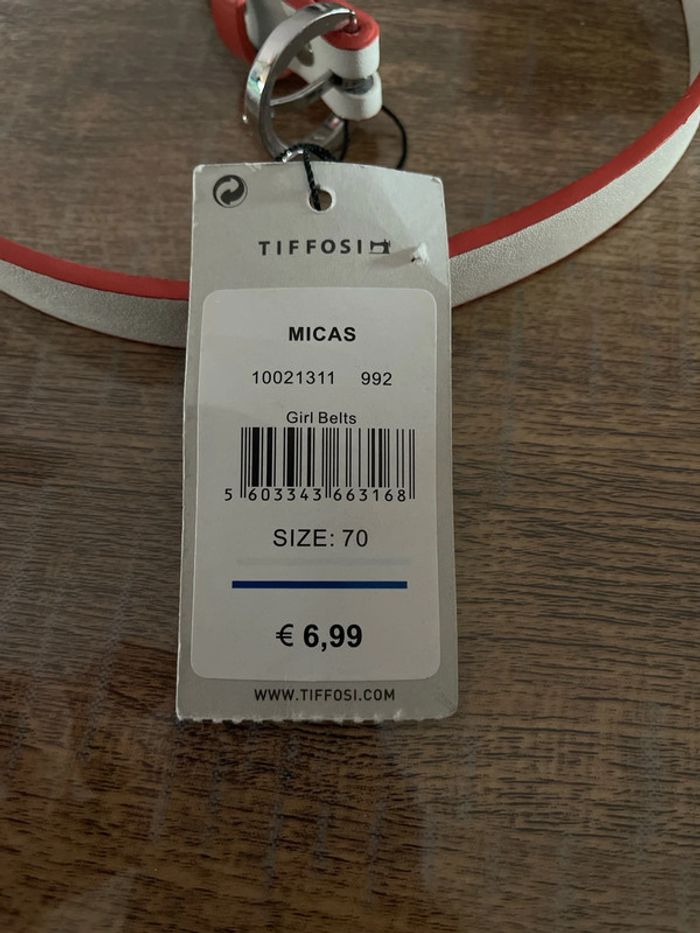 TIFFOSI
MICAS
10021311 992
Girl Belts
5 603343 663168
SIZE: 70
€ 6,99
WWW.TIFFOSI.COM